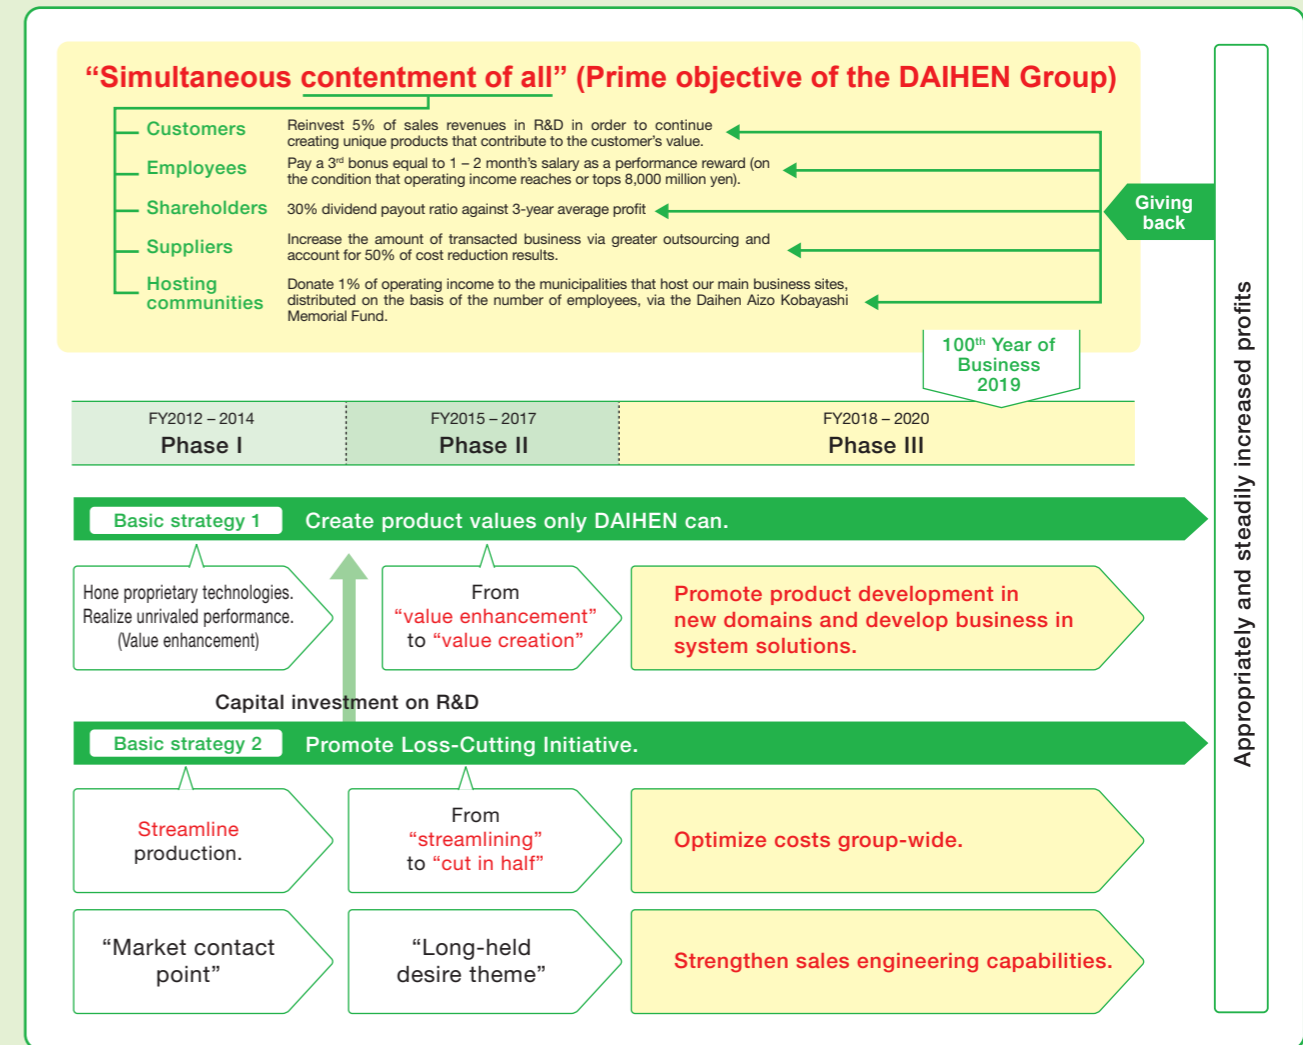 “Simultaneous contentment of all” (Prime objective of the DAIHEN Group)
Customers
Reinvest 5% of sales revenues in R&D in order to continue
creating unique products that contribute to the customer’s value.
Employees
Pay a 3rd bonus equal to 1 – 2 month’s salary as a performance reward (on
the condition that operating income reaches or tops 8,000 million yen).
Shareholders
30% dividend payout ratio against 3-year average profit
Suppliers
Increase the amount of transacted business via greater outsourcing and
account for 50% of cost reduction results.
Hosting
communities
Donate 1% of operating income to the municipalities that host our main business sites,
distributed on the basis of the number of employees, via the Daihen Aizo Kobayashi
Memorial Fund.
Giving
back
100th Year of
Business
2019
FY2012 – 2014
Phase I
FY2015 – 2017
Phase II
FY2018 – 2020
Phase III
Basic strategy 1
Create product values only DAIHEN can.
Hone proprietary technologies.
Realize unrivaled performance.
(Value enhancement)
From
“value enhancement”
to “value creation”
Promote product development in
new domains and develop business in
system solutions.
Capital investment on R&D
Basic strategy 2
Promote Loss-Cutting Initiative.
Streamline
production.
From
“streamlining”
to “cut in half”
Optimize costs group-wide.
“Market contact
point”
“Long-held
desire theme”
Strengthen sales engineering capabilities.
Appropriately and steadily increased profits